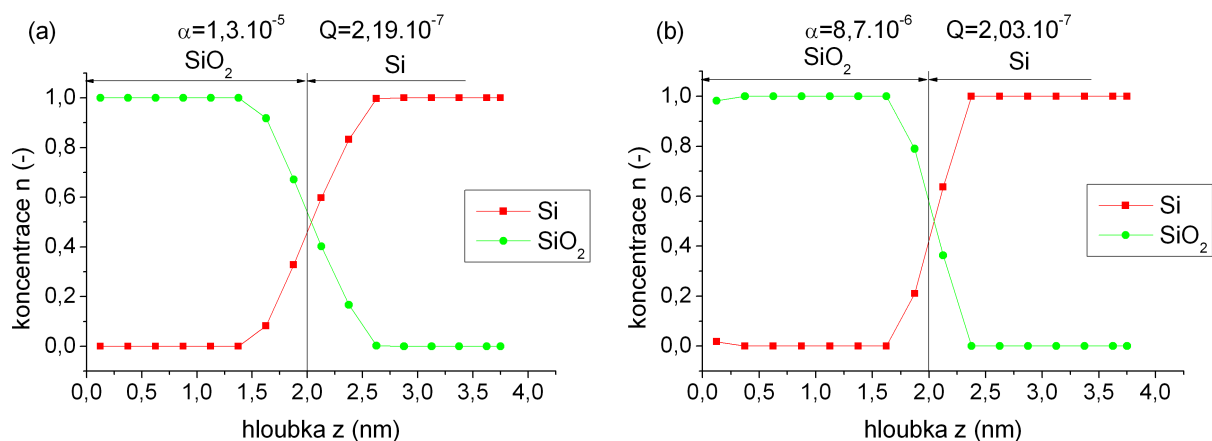 (a) α=1,3.10⁻⁵ Q=2,19.10⁻⁷
SiO₂ Si
1,0
0,8
0,6
0,4
0,2
0,0
koncentrace n (-)
Si
SiO₂
0,0 0,5 1,0 1,5 2,0 2,5 3,0 3,5 4,0
hloubka z (nm)
(b) α=8,7.10⁻⁶ Q=2,03.10⁻⁷
SiO₂ Si
1,0
0,8
0,6
0,4
0,2
0,0
koncentrace n (-)
Si
SiO₂
0,0 0,5 1,0 1,5 2,0 2,5 3,0 3,5 4,0
hloubka z (nm)